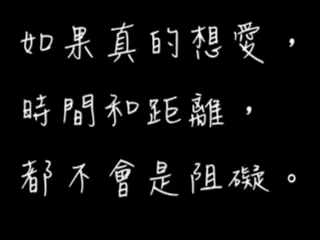 如果真的想愛，
時間和距離，
都不會是阻礙。